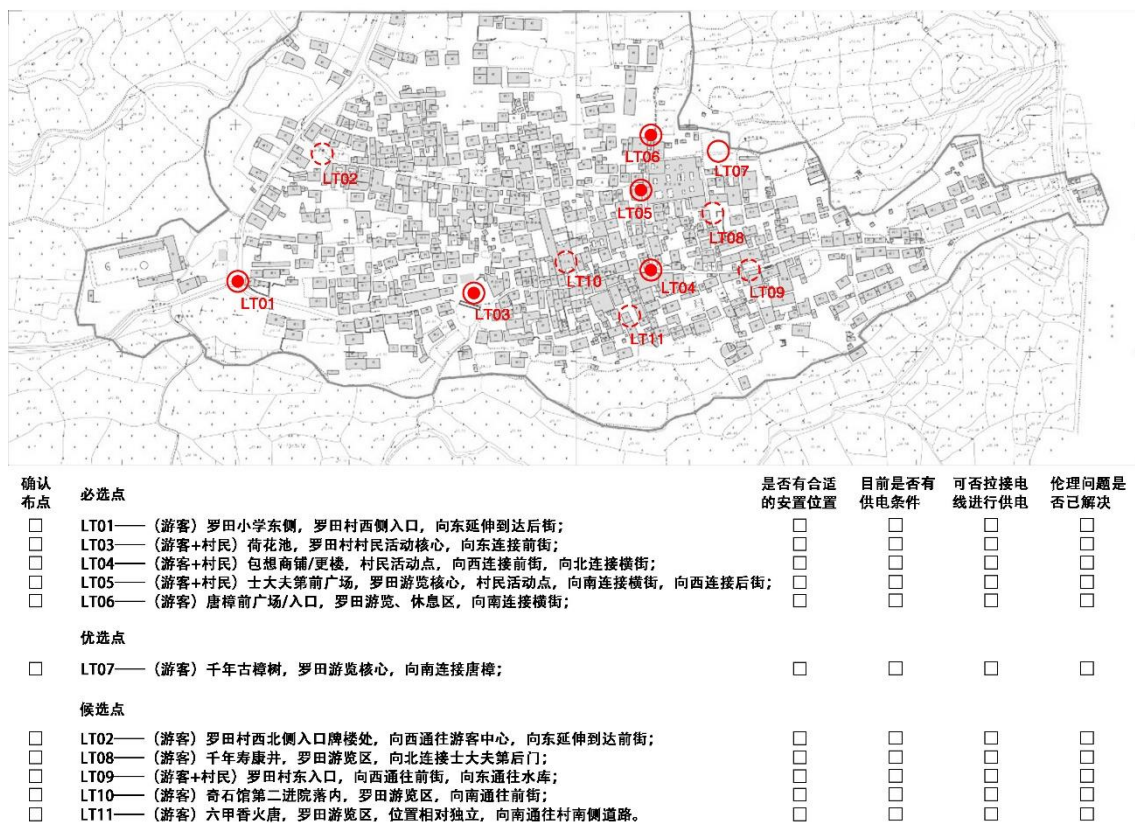 LT06
LT07
LT02
LT05
LT08
LT10
LT04
LT09
LT01
LT03
LT11
确认
布点
必选点
是否有合适
的安置位置
目前是否有
供电条件
可否拉接电
线进行供电
伦理问题是
否已解决
□ LT01——（游客）罗田小学东侧，罗田村西侧入口，向东延伸到达后街； □ □ □ □
□ LT03——（游客+村民）荷花池，罗田村村民活动核心，向东连接前街； □ □ □ □
□ LT04——（游客+村民）包想商铺/更楼，村民活动点，向西连接前街，向北连接横街； □ □ □ □
□ LT05——（游客+村民）士大夫第前广场，罗田游览核心，村民活动点，向南连接横街，向西连接后街； □ □ □ □
□ LT06——（游客）唐樟前广场/入口，罗田游览、休息区，向南连接横街； □ □ □ □
优选点
□ LT07——（游客）千年古樟树，罗田游览核心，向南连接唐樟； □ □ □ □
候选点
□ LT02——（游客）罗田村西北侧入口牌楼处，向西通往游客中心，向东延伸到达前街； □ □ □ □
□ LT08——（游客）千年寿康井，罗田游览区，向北连接士大夫第后门； □ □ □ □
□ LT09——（游客+村民）罗田村东入口，向西通往前街，向东通往水库； □ □ □ □
□ LT10——（游客）奇石馆第二进院落内，罗田游览区，向南通往前街； □ □ □ □
□ LT11——（游客）六甲香火唐，罗田游览区，位置相对独立，向南通往村南侧道路。 □ □ □ □